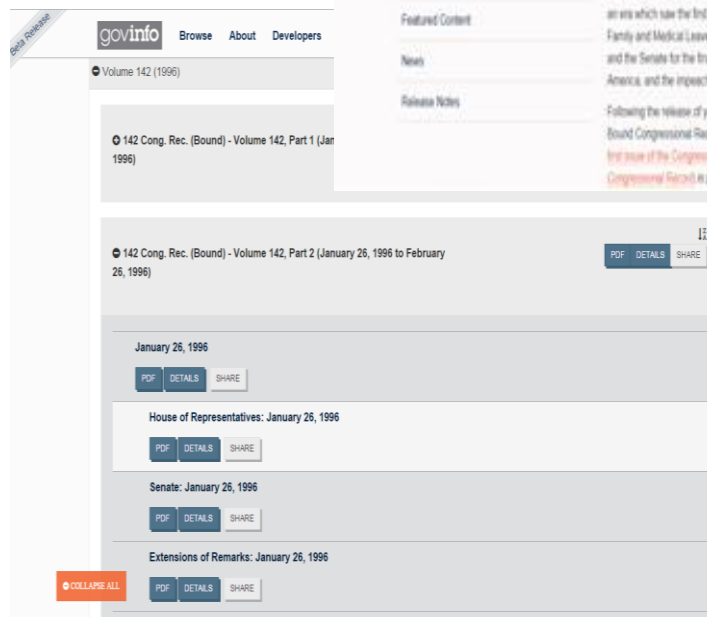 Beta Release
govinfo Browse About Developers
Volume 142 (1996)
142 Cong. Rec. (Bound) - Volume 142, Part 1 (Jan
1996)
Featured Content
News
Release Notes
an era which saw the first
Family and Medical Leave
and the Senate for the fir
America, and the impeach
Following the release of y
Bound Congressional Rec
first issue of the Congress
Congressional Record is
142 Cong. Rec. (Bound) - Volume 142, Part 2 (January 26, 1996 to February
26, 1996)
PDF DETAILS SHARE
January 26, 1996
PDF DETAILS SHARE
House of Representatives: January 26, 1996
PDF DETAILS SHARE
Senate: January 26, 1996
PDF DETAILS SHARE
Extensions of Remarks: January 26, 1996
COLLAPSE ALL
PDF DETAILS SHARE